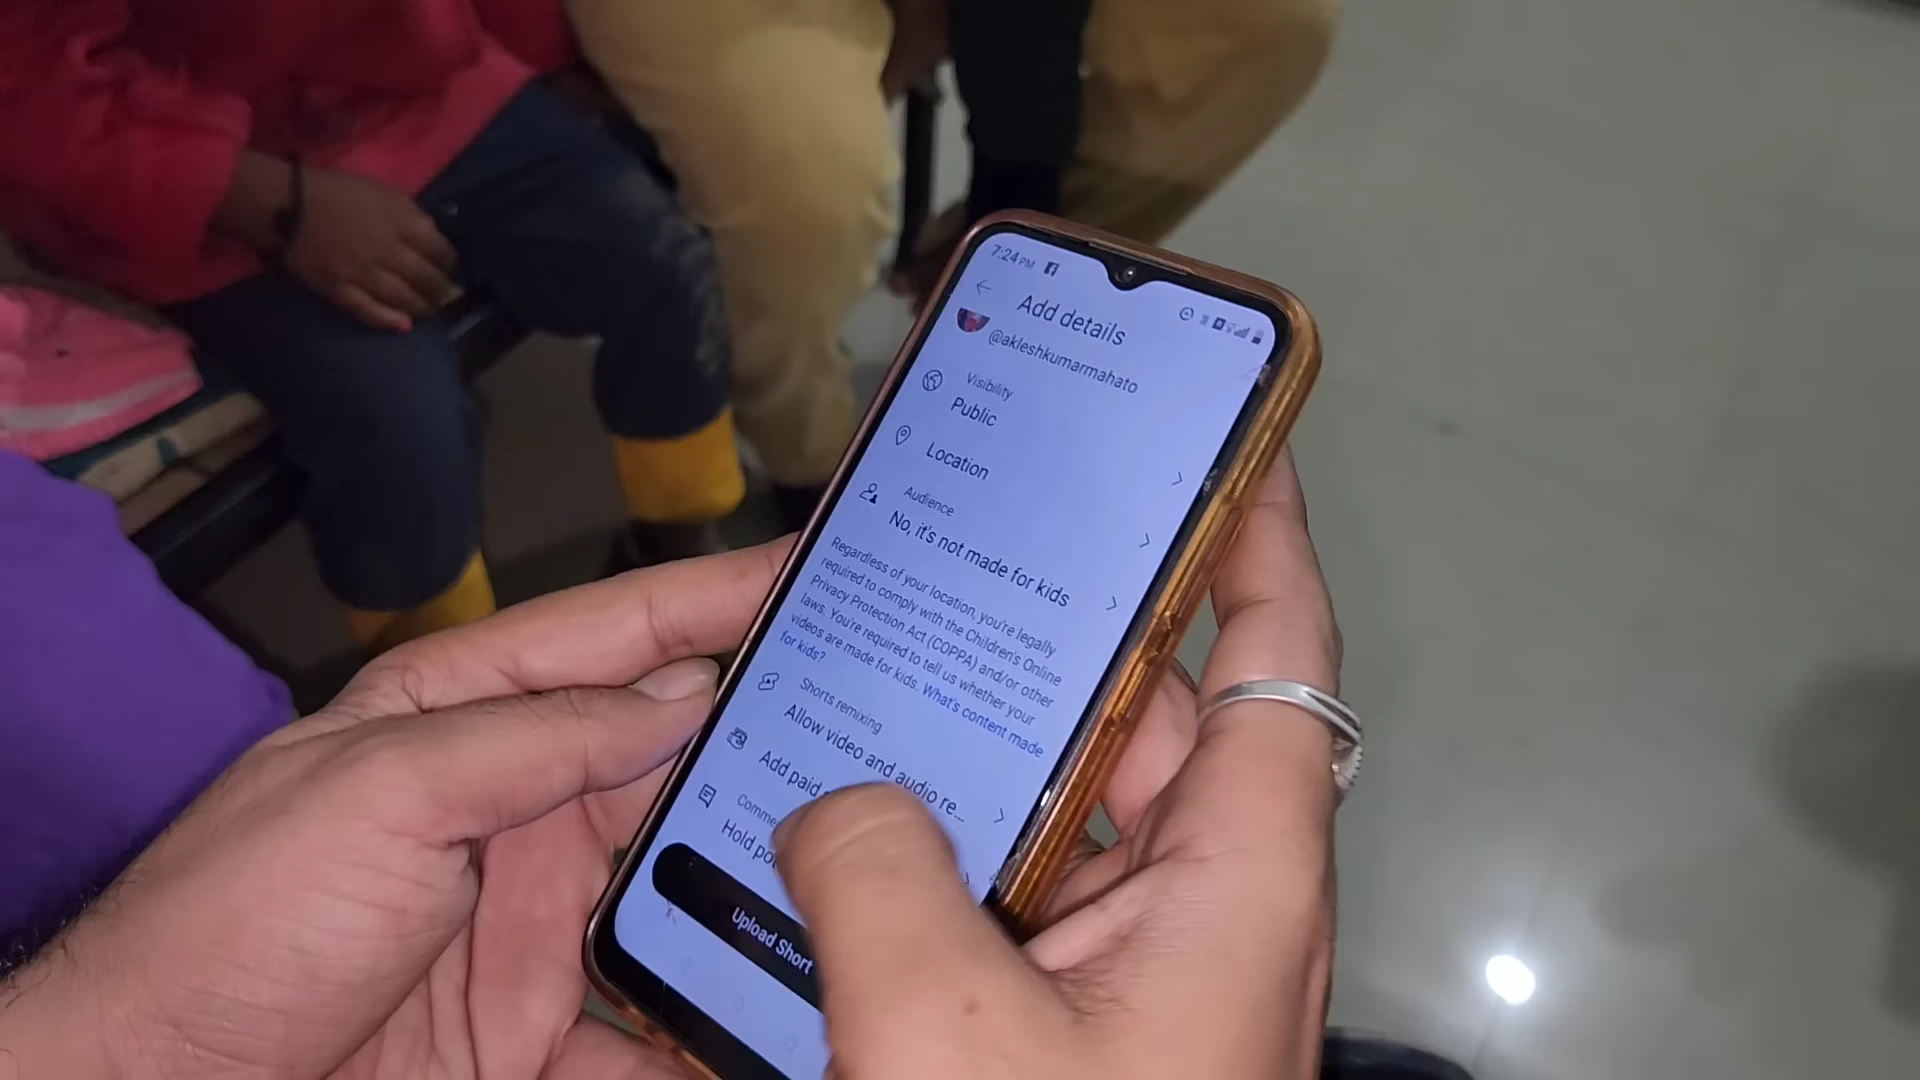 7:24 PM
Add details
@akleshkumarmahato
Visibility
Public
Location
Audience
No, it's not made for kids
Regardless of your location, you're legally
required to comply with the Children's Online
Privacy Protection Act (COPPA) and/or other
laws. You're required to tell us whether your
videos are made for kids. What's content made
for kids?
Shorts remixing
Allow video and audio re...
Add paid
Hold
Upload Short